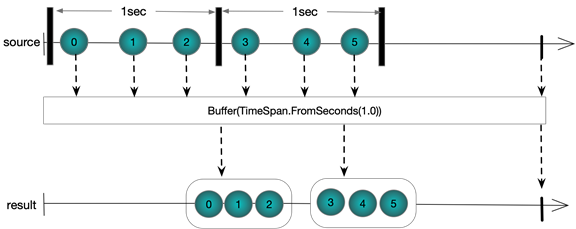 1sec 1sec
source 0 1 2 3 4 5
Buffer(TimeSpan.FromSeconds(1.0))
result 0 1 2 3 4 5